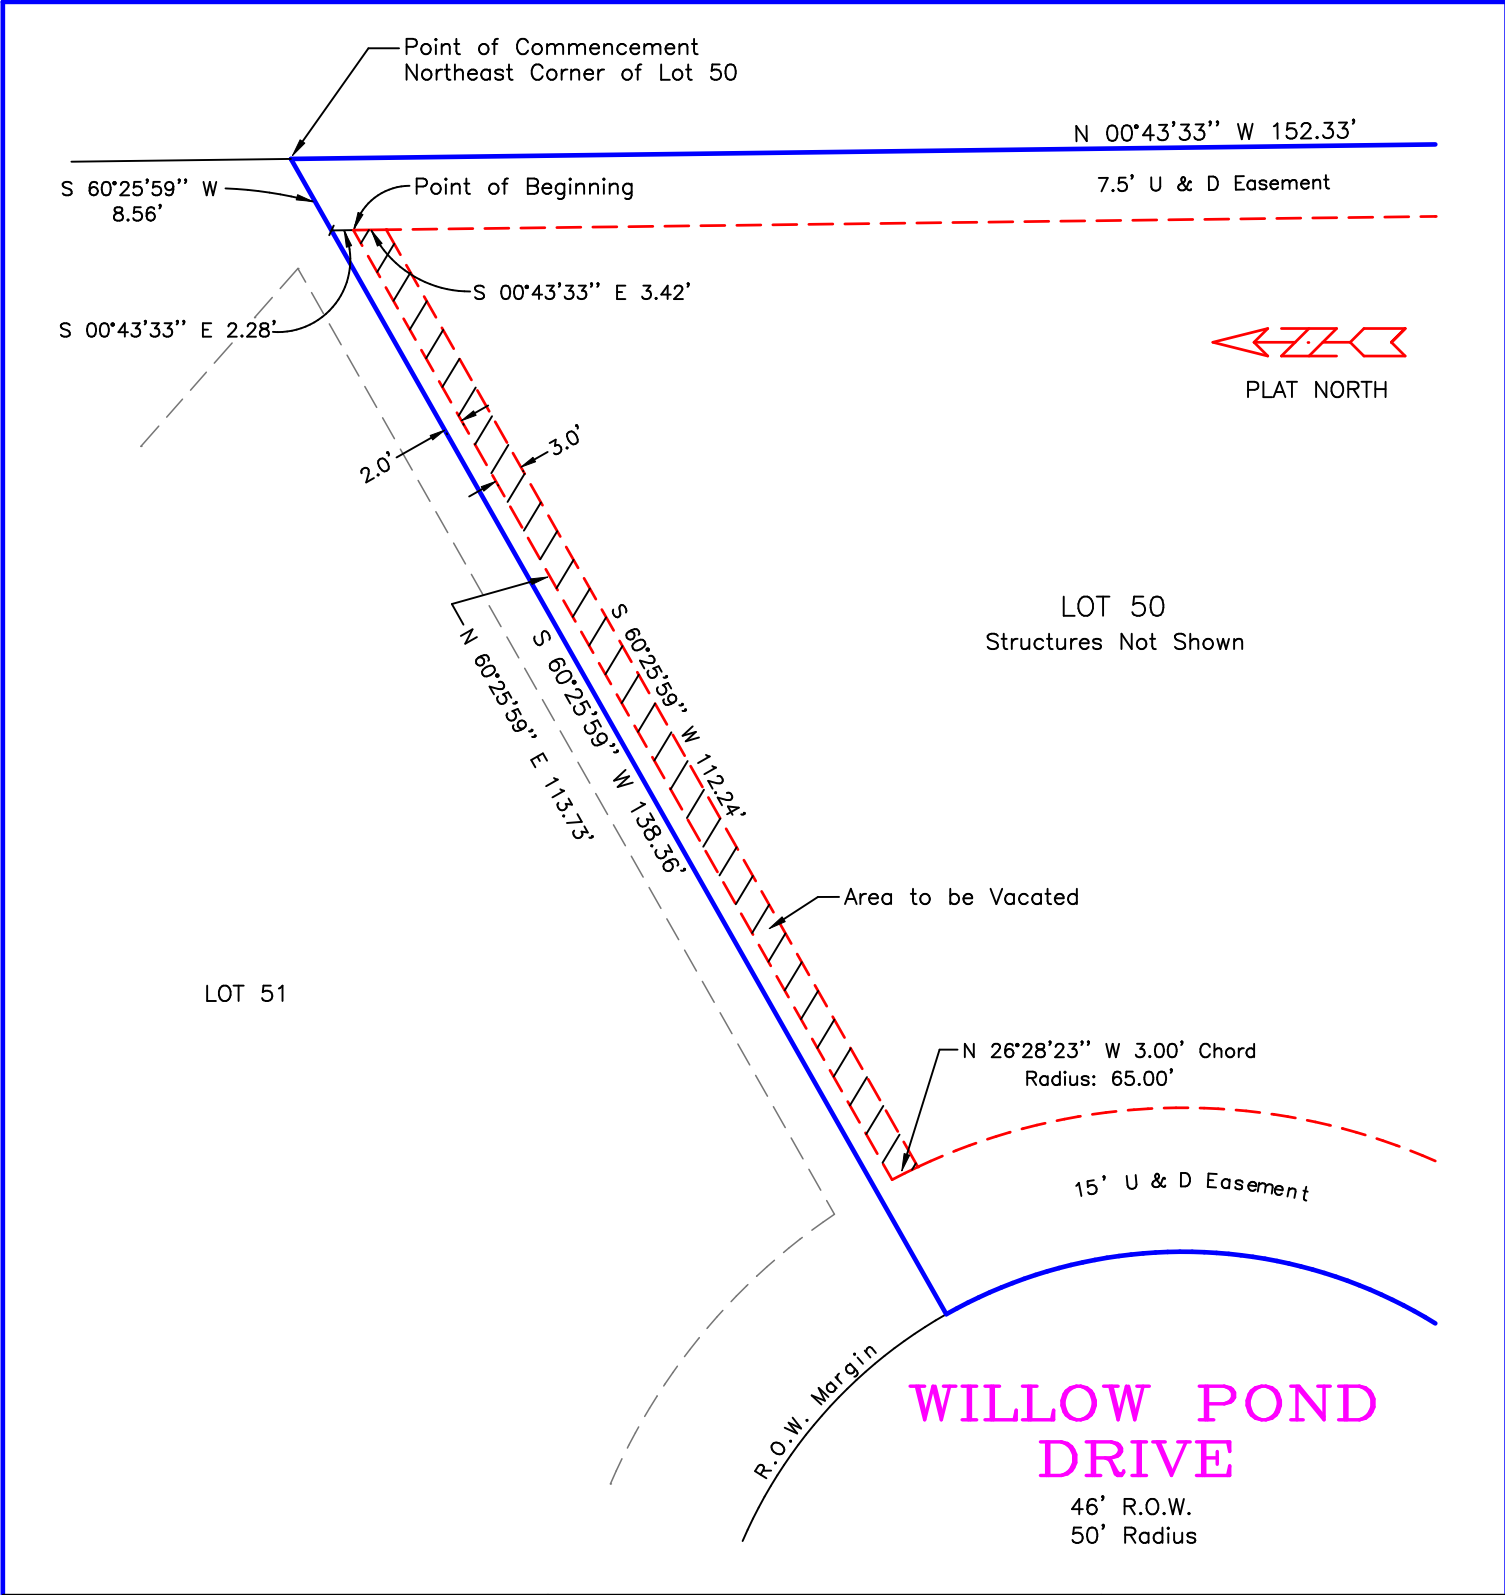 Point of Commencement
Northeast Corner of Lot 50
N 00°43'33'' W 152.33'
7.5' U & D Easement
S 60°25'59'' W
8.56'
Point of Beginning
S 00°43'33'' E 3.42'
S 00°43'33'' E 2.28'
PLAT NORTH
3.0'
2.0'
LOT 50
Structures Not Shown
S 60°25'59'' W 112.24'
S 60°25'59'' W 138.36'
N 60°25'59'' E 113.73'
Area to be Vacated
LOT 51
N 26°28'23'' W 3.00' Chord
Radius: 65.00'
15' U & D Easement
R.O.W. Margin
WILLOW POND
DRIVE
46' R.O.W.
50' Radius